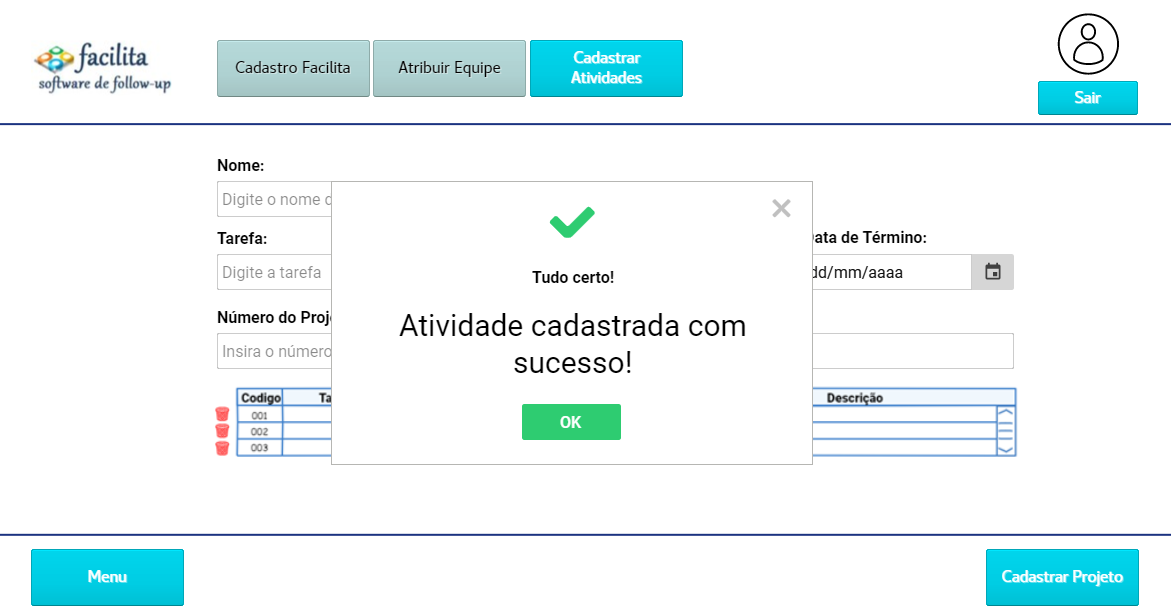 facilita
software de follow-up
Cadastro Facilita
Atribuir Equipe
Cadastrar
Atividades
Sair
Nome:
Digite o nome
Tarefa:
Digite a tarefa
ata de Término:
dd/mm/aaaa
Número do Proj
Insira o número
Tudo certo!
Atividade cadastrada com
sucesso!
OK
Codigo Ta Descrição
001
002
003
Menu
Cadastrar Projeto